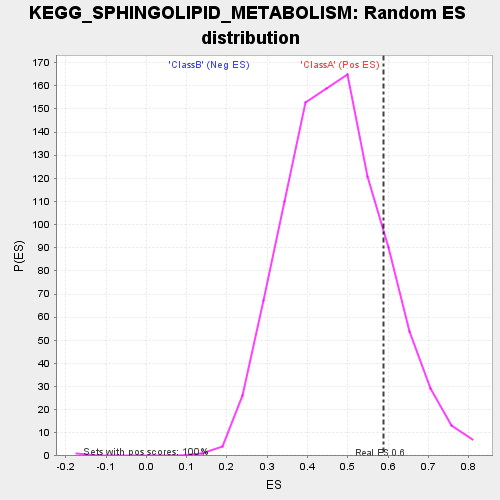 KEGG_SPHINGOLIPID_METABOLISM: Random ES
distribution
'ClassB' (Neg ES) 'ClassA' (Pos ES)
170
160
150
140
130
120
110
100
90
80
70
60
50
40
30
20
10
0
P(ES)
Sets with pos scores: 100%
Real ES 0.6
-0.2 -0.1 0.0 0.1 0.2 0.3 0.4 0.5 0.6 0.7 0.8
ES